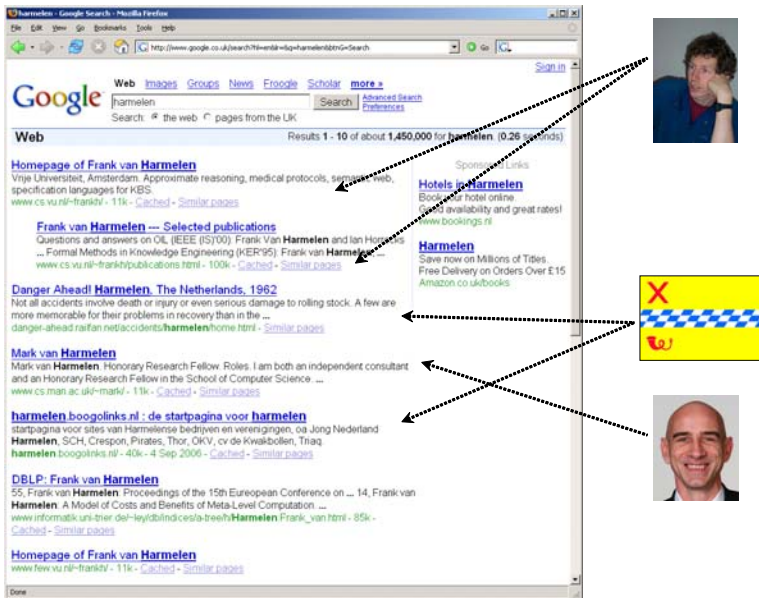 harmelen - Google Search - Mozilla Firefox
File Edit View Go Bookmarks Tools Help
Go
Sign in
Google
Web Images Groups News Froogle Scholar more »
harmelen Search Advanced Search
Preferences
Search: the web pages from the UK
Web Results 1 - 10 of about 1,450,000 for harmelen. (0.26 seconds)
Homepage of Frank van Harmelen
Vrije Universiteit, Amsterdam. Approximate reasoning, medical protocols, semantic web,
specification languages for KBS.
www.cs.vu.nl/~frankh/ - 11k - Cached - Similar pages
Frank van Harmelen --- Selected publications
Questions and answers on OIL (IEEE (IS)'00): Frank Van Harmelen and Ian Horrocks
... Formal Methods in Knowledge Engineering (KER'95): Frank van Harmelen, ...
www.cs.vu.nl/~frankh/publications.html - 100k - Cached - Similar pages
Danger Ahead! Harmelen, The Netherlands, 1962
Not all accidents involve death or injury or even serious damage to rolling stock. A few are
more memorable for their problems in recovery than in the ...
danger-ahead.railfan.net/accidents/harmelen/home.html - Similar pages
Mark van Harmelen
Mark van Harmelen. Honorary Research Fellow. Roles. I am both an independent consultant
and an Honorary Research Fellow in the School of Computer Science. ...
www.cs.man.ac.uk/~mark/ - 11k - Cached - Similar pages
harmelen.boogolinks.nl : de startpagina voor harmelen
startpagina voor sites van Harmelense bedrijven en verenigingen, oa Jong Nederland
Harmelen, SCH, Crespon, Pirates, Thor, OKV, cv de Kwakbollen, Triaq.
harmelen.boogolinks.nl/ - 40k - 4 Sep 2006 - Cached - Similar pages
DBLP: Frank van Harmelen
55, Frank van Harmelen: Proceedings of the 15th Eureopean Conference on ... 14, Frank van
Harmelen: A Model of Costs and Benefits of Meta-Level Computation. ...
www.informatik.uni-trier.de/~ley/db/indices/a-tree/h/Harmelen:Frank_van.html - 85k -
Cached - Similar pages
Homepage of Frank van Harmelen
www.few.vu.nl/~frankh/ - 11k - Cached - Similar pages
Sponsored Links
Hotels in Harmelen
Book your hotel online.
Good availability and great rates!
www.bookings.nl
Harmelen
Save now on Millions of Titles.
Free Delivery on Orders Over £15
Amazon.co.uk/books
Done